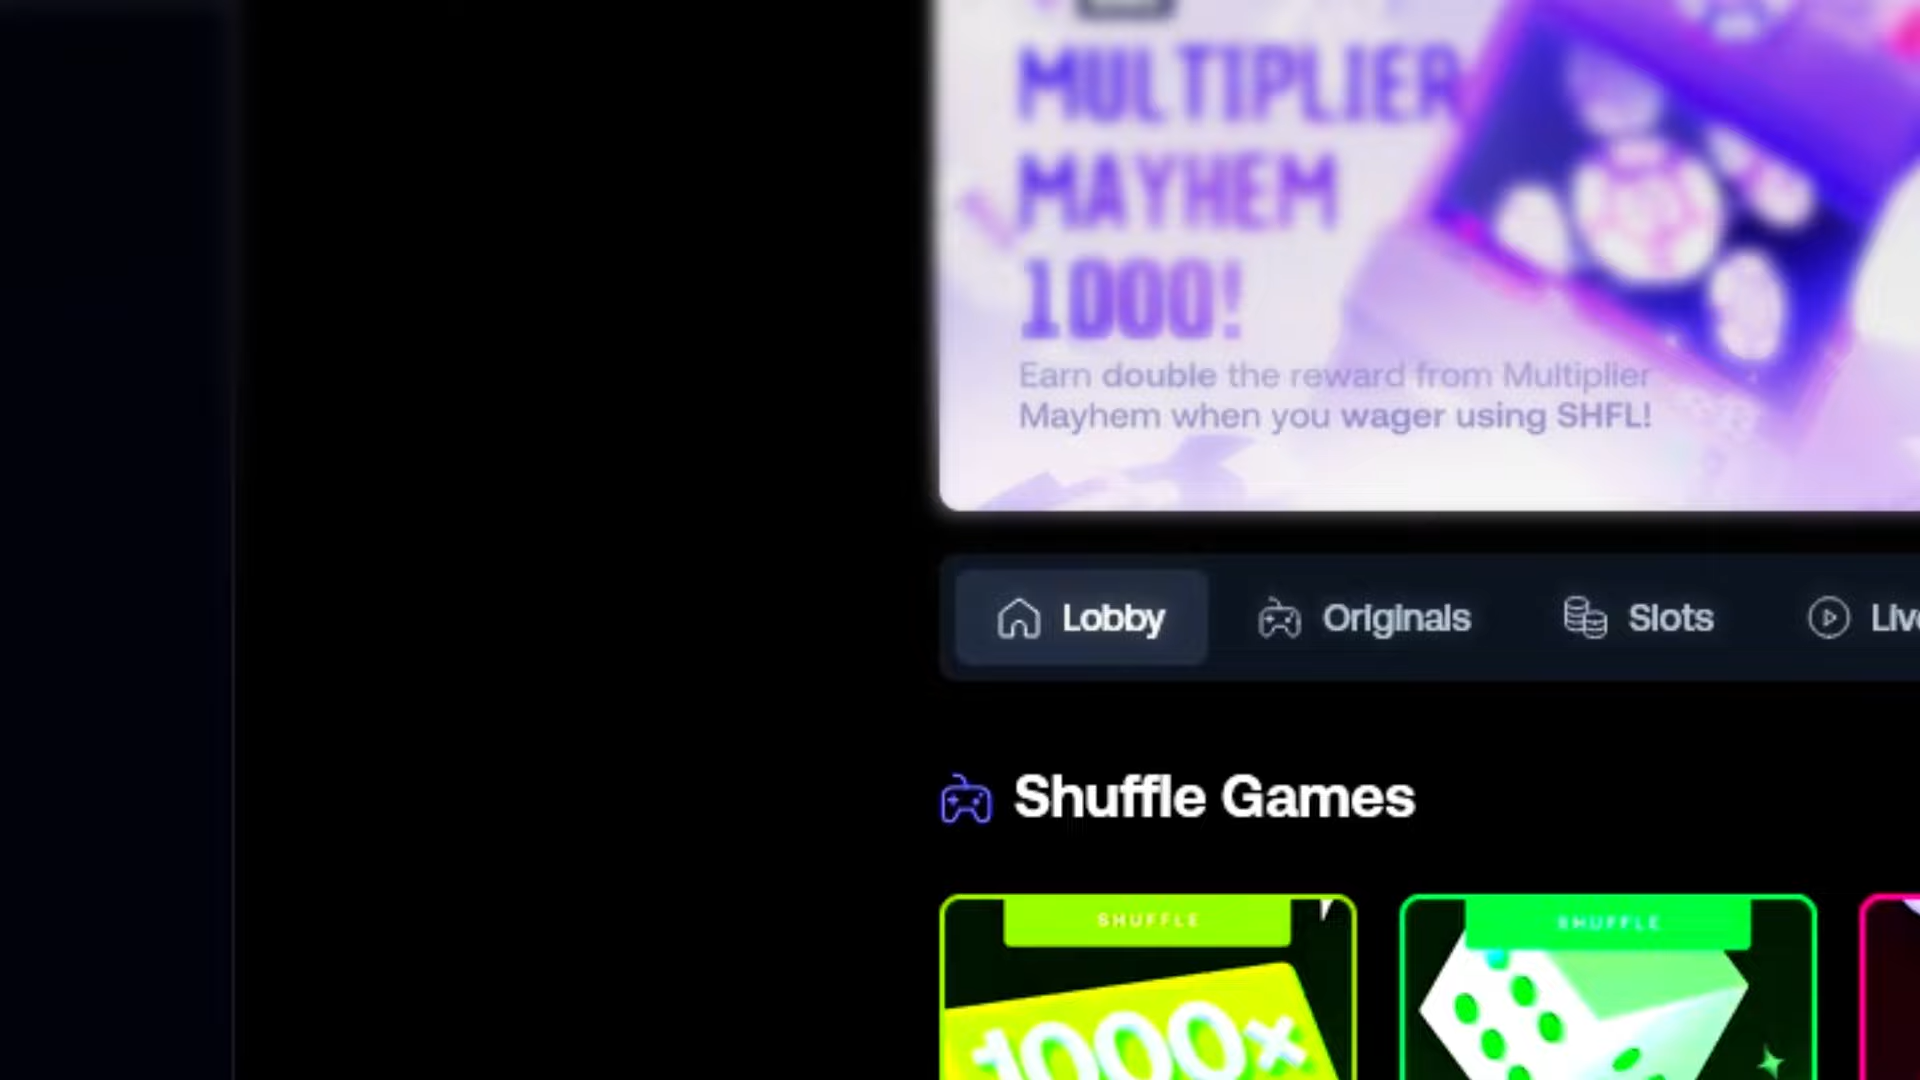 MULTIPLIER
MAYHEM
1000!
Earn double the reward from Multiplier
Mayhem when you wager using SHFL!
Lobby Originals Slots Live
Shuffle Games
SHUFFLE SHUFFLE
1000x